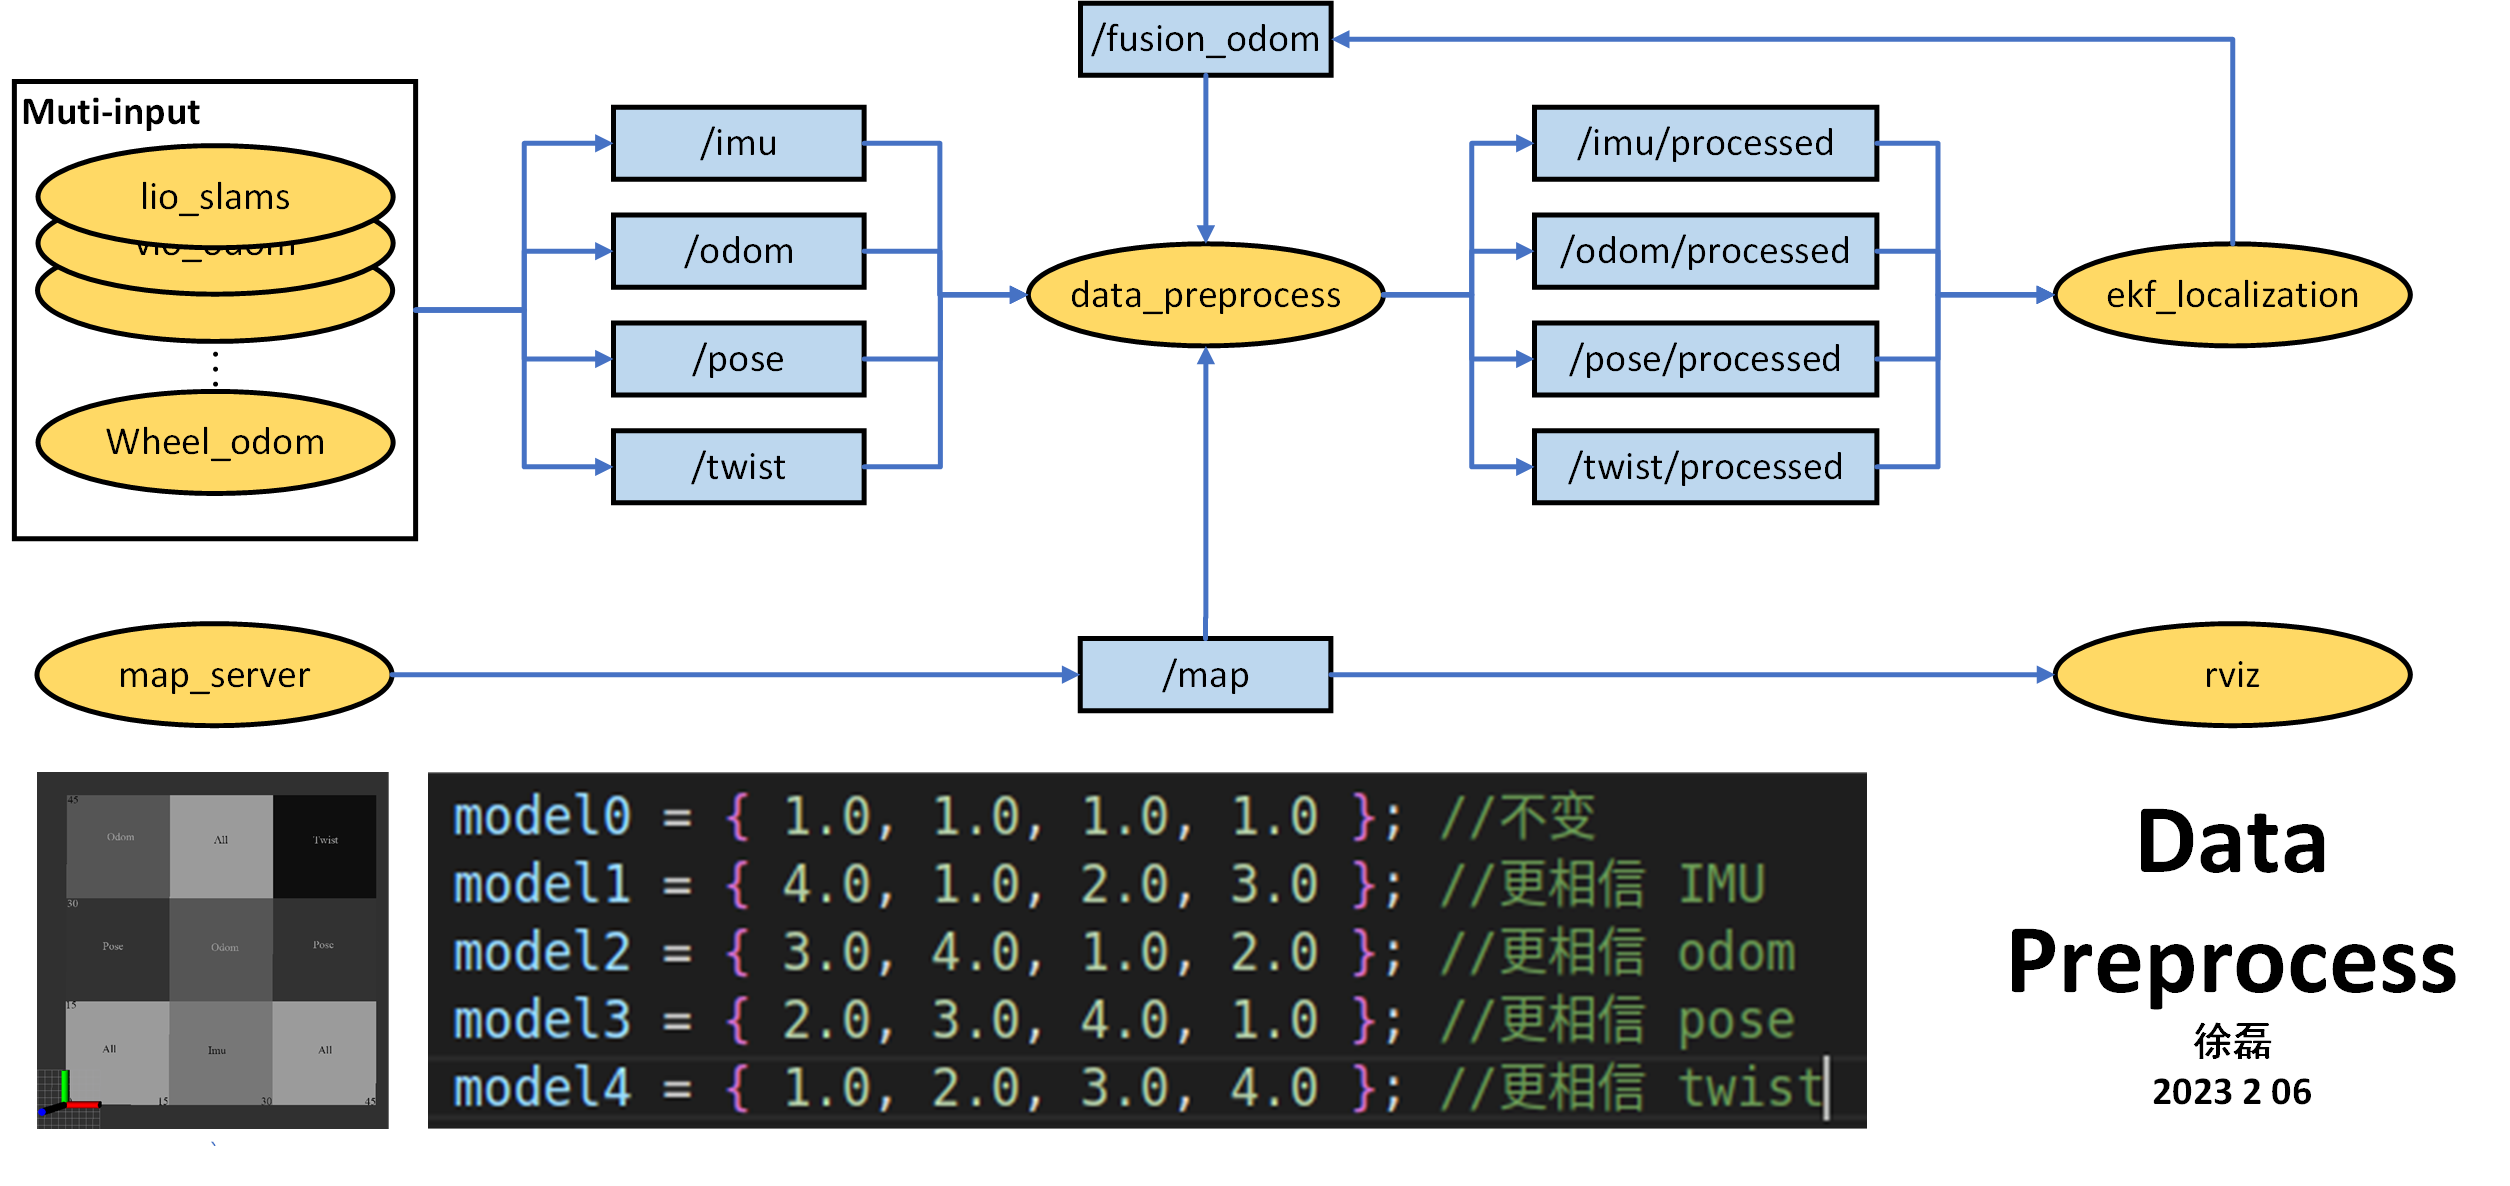 /fusion_odom
Muti-input
lio_slams
vio_odom
Wheel_odom
/imu
/odom
/pose
/twist
data_preprocess
/imu/processed
/odom/processed
/pose/processed
/twist/processed
ekf_localization
map_server
/map
rviz
45
Odom
All
Twist
30
Pose
Odom
Pose
15
All
Imu
All
15
30
45
model0 = { 1.0, 1.0, 1.0, 1.0 }; //不变
model1 = { 4.0, 1.0, 2.0, 3.0 }; //更相信 IMU
model2 = { 3.0, 4.0, 1.0, 2.0 }; //更相信 odom
model3 = { 2.0, 3.0, 4.0, 1.0 }; //更相信 pose
model4 = { 1.0, 2.0, 3.0, 4.0 }; //更相信 twist
Data
Preprocess
徐磊
2023 2 06